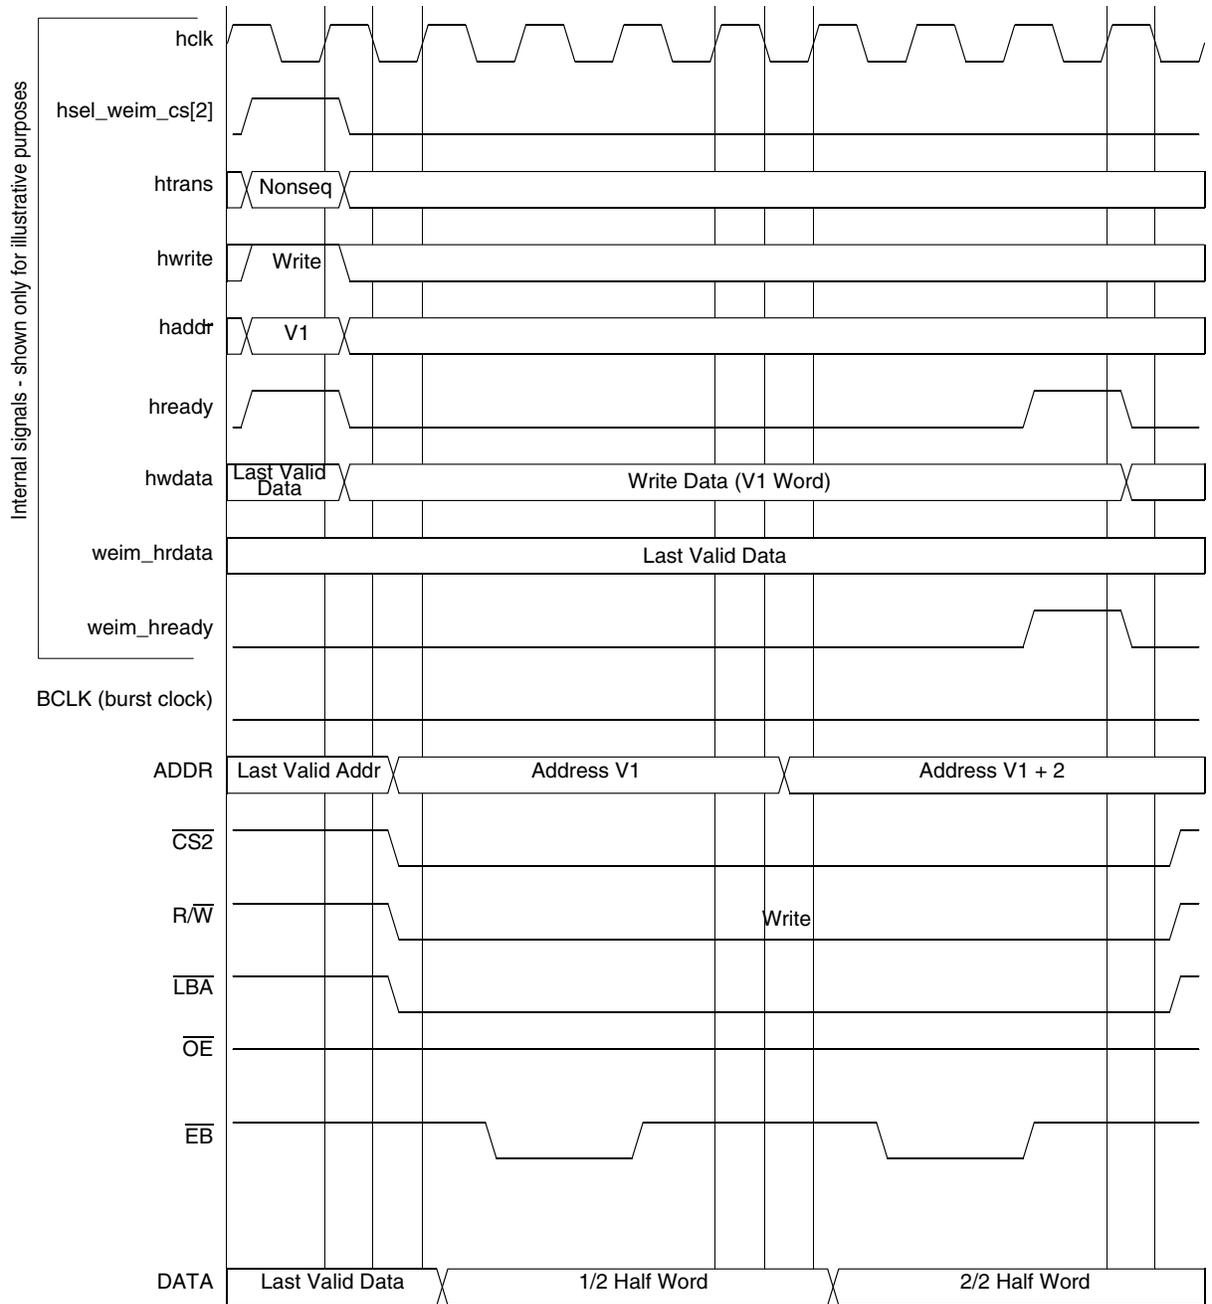 Internal signals - shown only for illustrative purposes
hclk
hsel_weim_cs[2]
htrans
Nonseq
hwrite
Write
haddr
V1
hready
hwdata
Last Valid
Data
Write Data (V1 Word)
weim_hrdata
Last Valid Data
weim_hready
BCLK (burst clock)
ADDR
Last Valid Addr
Address V1
Address V1 + 2
CS2
R/W
Write
LBA
OE
EB
DATA
Last Valid Data
1/2 Half Word
2/2 Half Word